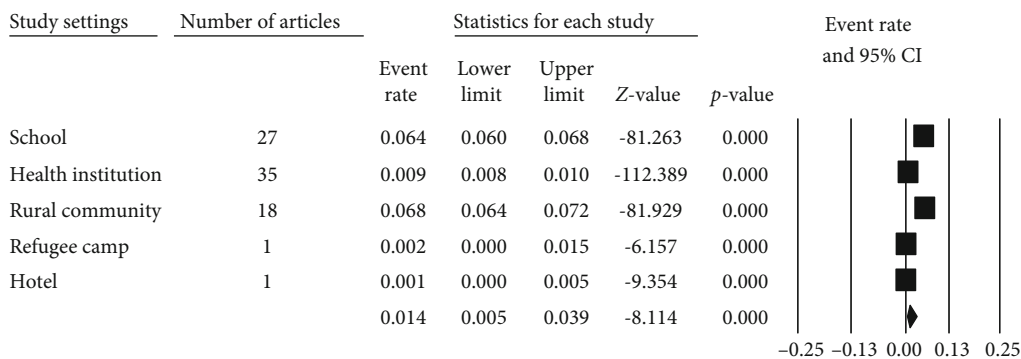 Study settings Number of articles Statistics for each study Event rate and 95% CI
Event rate Lower limit Upper limit Z-value p-value
School 27 0.064 0.060 0.068 -81.263 0.000
Health institution 35 0.009 0.008 0.010 -112.389 0.000
Rural community 18 0.068 0.064 0.072 -81.929 0.000
Refugee camp 1 0.002 0.000 0.015 -6.157 0.000
Hotel 1 0.001 0.000 0.005 -9.354 0.000
0.014 0.005 0.039 -8.114 0.000
−0.25 −0.13 0.00 0.13 0.25